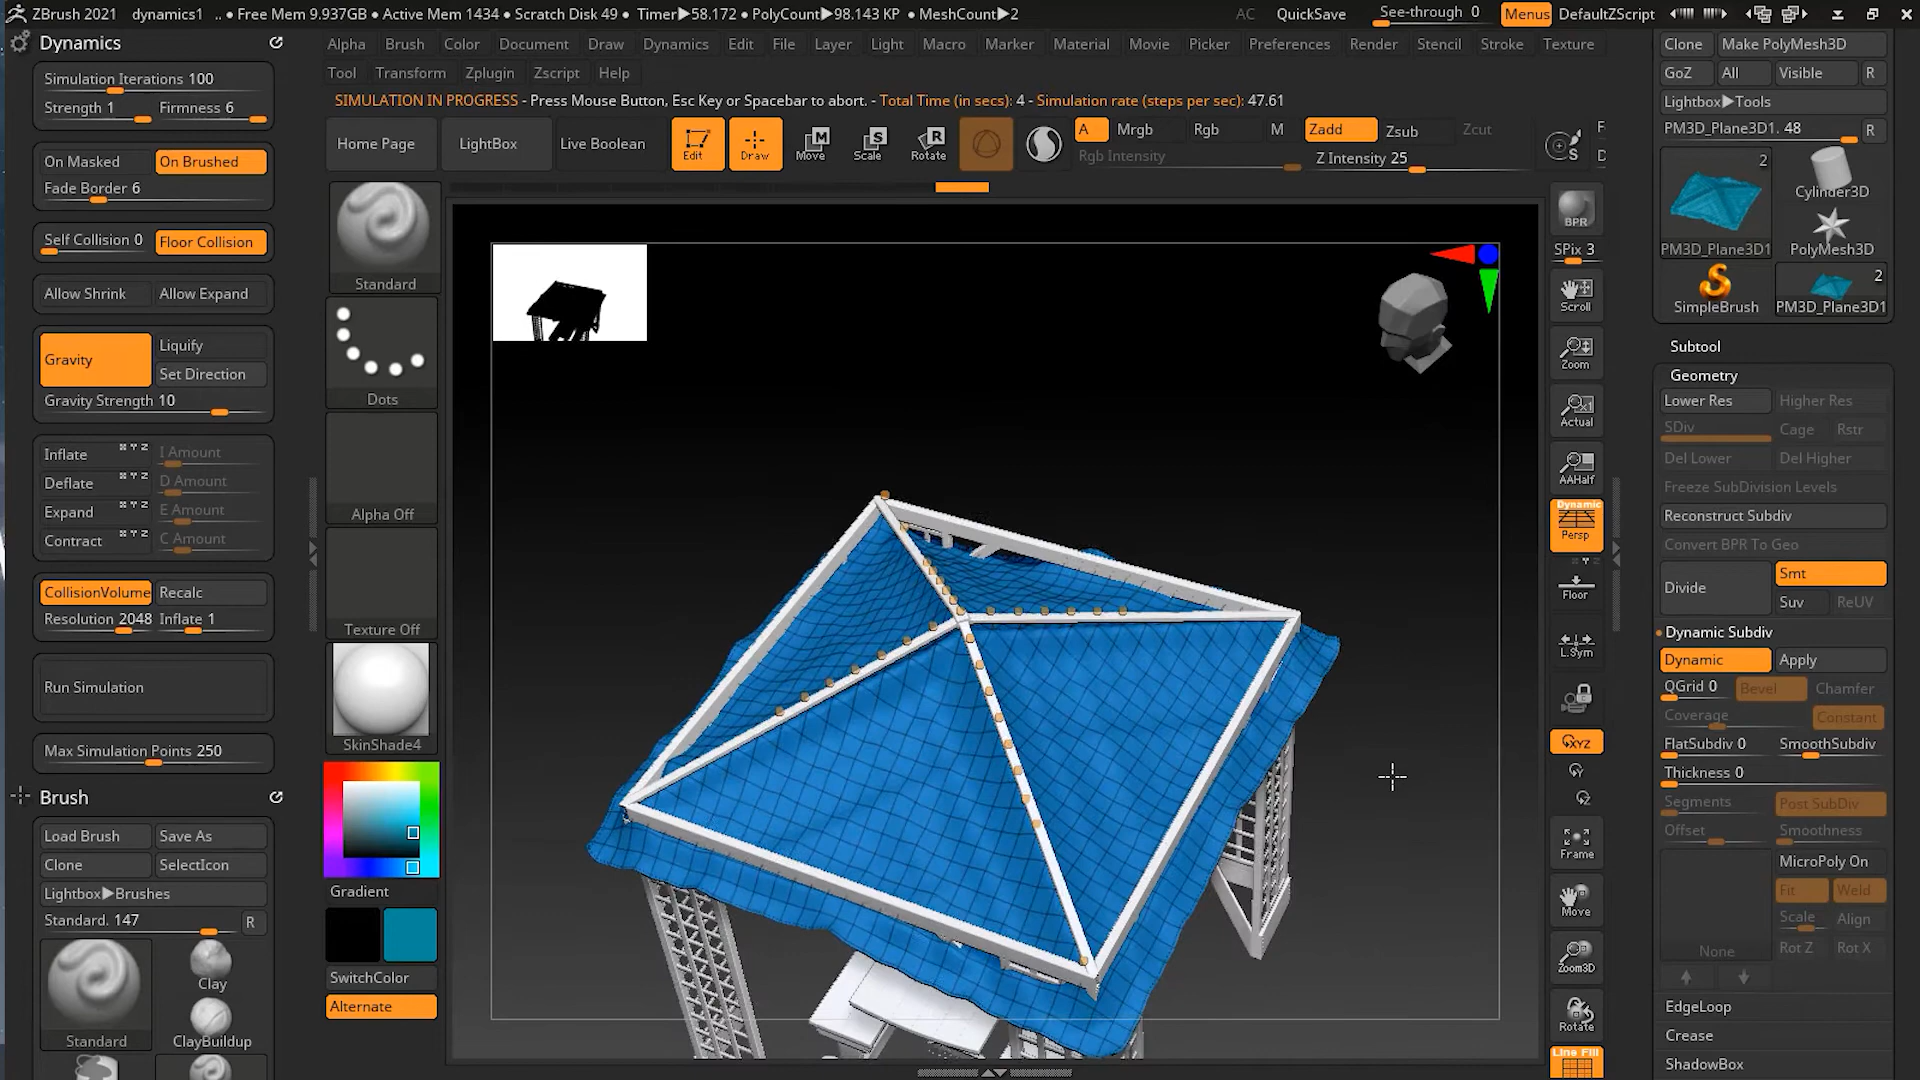 ZBrush 2021 dynamics1 .. • Free Mem 9.937GB • Active Mem 1434 • Scratch Disk 49 • Timer▶58.172 • PolyCount▶98.143 KP • MeshCount▶2
AC QuickSave See-through 0 Menus DefaultZScript
Dynamics
Alpha Brush Color Document Draw Dynamics Edit File Layer Light Macro Marker Material Movie Picker Preferences Render Stencil Stroke Texture
Tool Transform Zplugin Zscript Help
SIMULATION IN PROGRESS - Press Mouse Button, Esc Key or Spacebar to abort. - Total Time (in secs): 4 - Simulation rate (steps per sec): 47.61
Simulation Iterations 100
Strength 1 Firmness 6
On Masked On Brushed
Fade Border 6
Self Collision 0 Floor Collision
Allow Shrink Allow Expand
Gravity Liquify
Set Direction
Gravity Strength 10
Inflate X Y Z I Amount
Deflate X Y Z D Amount
Expand X Y Z E Amount
Contract X Y Z C Amount
CollisionVolume Recalc
Resolution 2048 Inflate 1
Run Simulation
Max Simulation Points 250
Brush
Load Brush Save As
Clone SelectIcon
Lightbox▶Brushes
Standard. 147 R
Standard Clay
ClayBuildup
Home Page LightBox Live Boolean Edit Draw Move Scale Rotate
M S R
A Mrgb Rgb M Zadd Zsub Zcut
Rgb Intensity Z Intensity 25
S F
D
Standard
Dots
Alpha Off
Texture Off
SkinShade4
Gradient
SwitchColor
Alternate
BPR
SPix 3
Scroll
Zoom
Actual
AAHalf
Dynamic
Persp
Floor
L.Sym
XYZ
Y
Z
Frame
Move
Zoom3D
Rotate
Line Fill
Clone Make PolyMesh3D
GoZ All Visible R
Lightbox▶Tools
PM3D_Plane3D1. 48 R
2
PM3D_Plane3D1 Cylinder3D
PolyMesh3D
SimpleBrush 2 PM3D_Plane3D1
Subtool
Geometry
Lower Res Higher Res
SDiv Cage Rstr
Del Lower Del Higher
Freeze SubDivision Levels
Reconstruct Subdiv
Convert BPR To Geo
Divide Smt
Suv ReUV
Dynamic Subdiv
Dynamic Apply
QGrid 0 Bevel Chamfer
Coverage Constant
FlatSubdiv 0 SmoothSubdiv
Thickness 0
Segments Post SubDiv
Offset Smoothness
MicroPoly On
Fit Weld
Scale Align
None Rot Z Rot X
EdgeLoop
Crease
ShadowBox